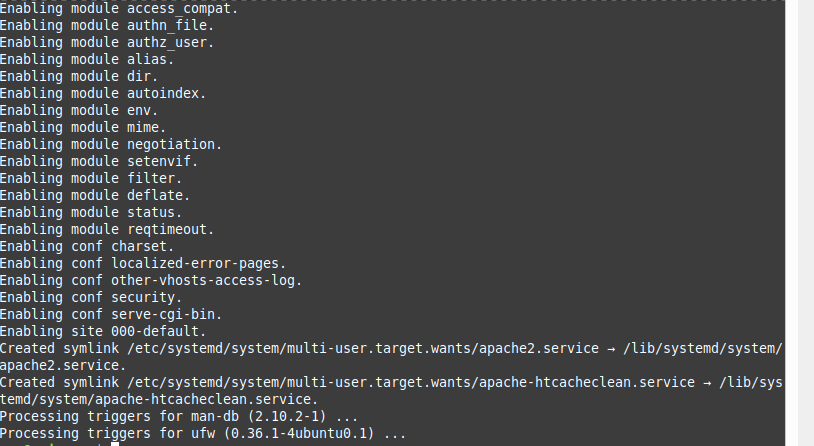 Enabling module access_compat.
Enabling module authn_file.
Enabling module authz_user.
Enabling module alias.
Enabling module dir.
Enabling module autoindex.
Enabling module env.
Enabling module mime.
Enabling module negotiation.
Enabling module setenvif.
Enabling module filter.
Enabling module deflate.
Enabling module status.
Enabling module reqtimeout.
Enabling conf charset.
Enabling conf localized-error-pages.
Enabling conf other-vhosts-access-log.
Enabling conf security.
Enabling conf serve-cgi-bin.
Enabling site 000-default.
Created symlink /etc/systemd/system/multi-user.target.wants/apache2.service → /lib/systemd/system/
apache2.service.
Created symlink /etc/systemd/system/multi-user.target.wants/apache-htcacheclean.service → /lib/sys
temd/system/apache-htcacheclean.service.
Processing triggers for man-db (2.10.2-1) ...
Processing triggers for ufw (0.36.1-4ubuntu0.1) ...